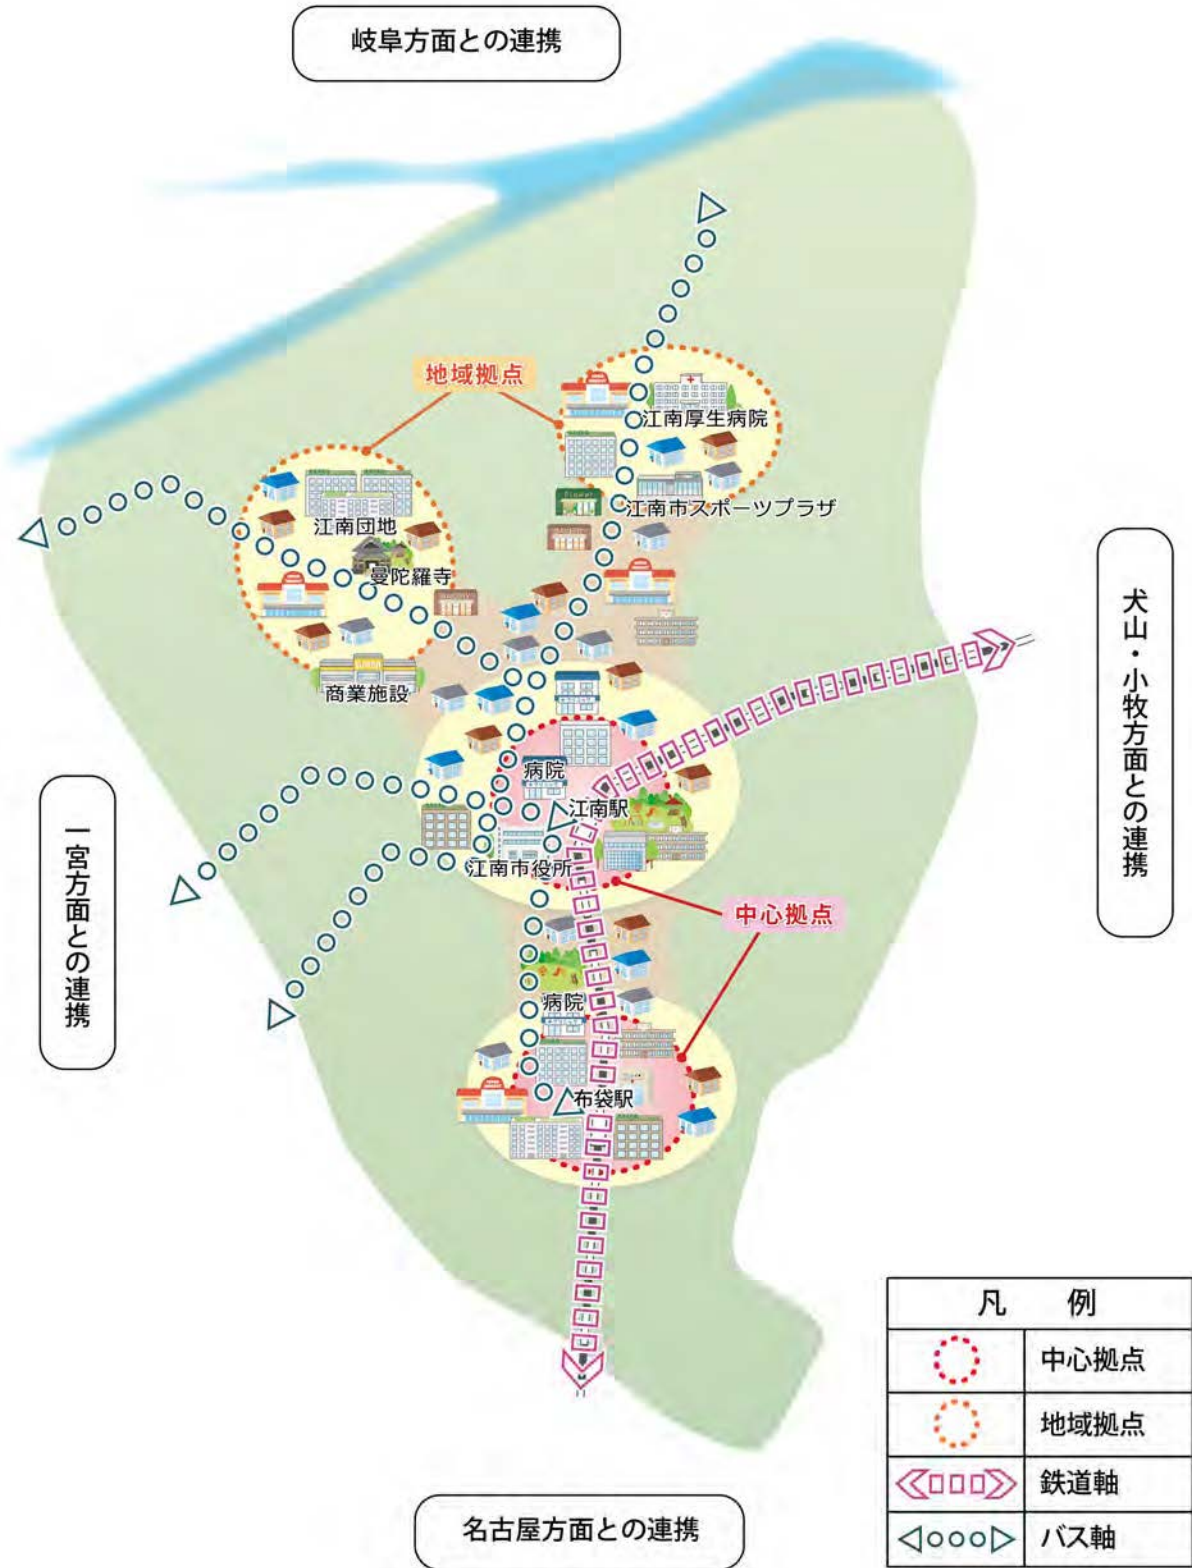 岐阜方面との連携
地域拠点
江南厚生病院
江南市スポーツプラザ
江南団地
曼陀羅寺
商業施設
犬山・小牧方面との連携
病院
江南駅
江南市役所
一宮方面との連携
中心拠点
病院
布袋駅
凡 例
中心拠点
地域拠点
鉄道軸
バス軸
名古屋方面との連携